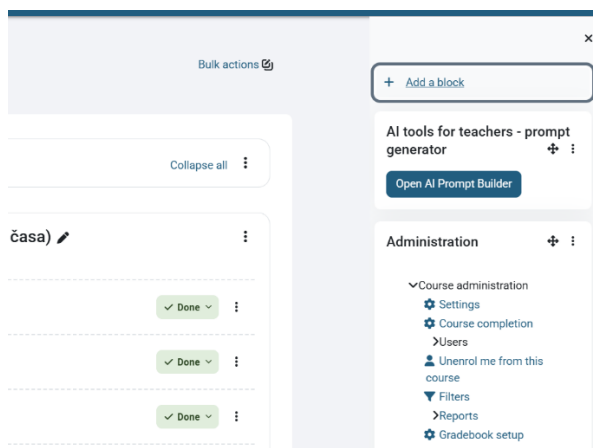 Bulk actions
+ Add a block
AI tools for teachers - prompt
generator
Open AI Prompt Builder
Collapse all
časa)
Administration
Course administration
Settings
Done
Course completion
Users
Unenrol me from this
course
Done
Filters
Reports
Done
Gradebook setup